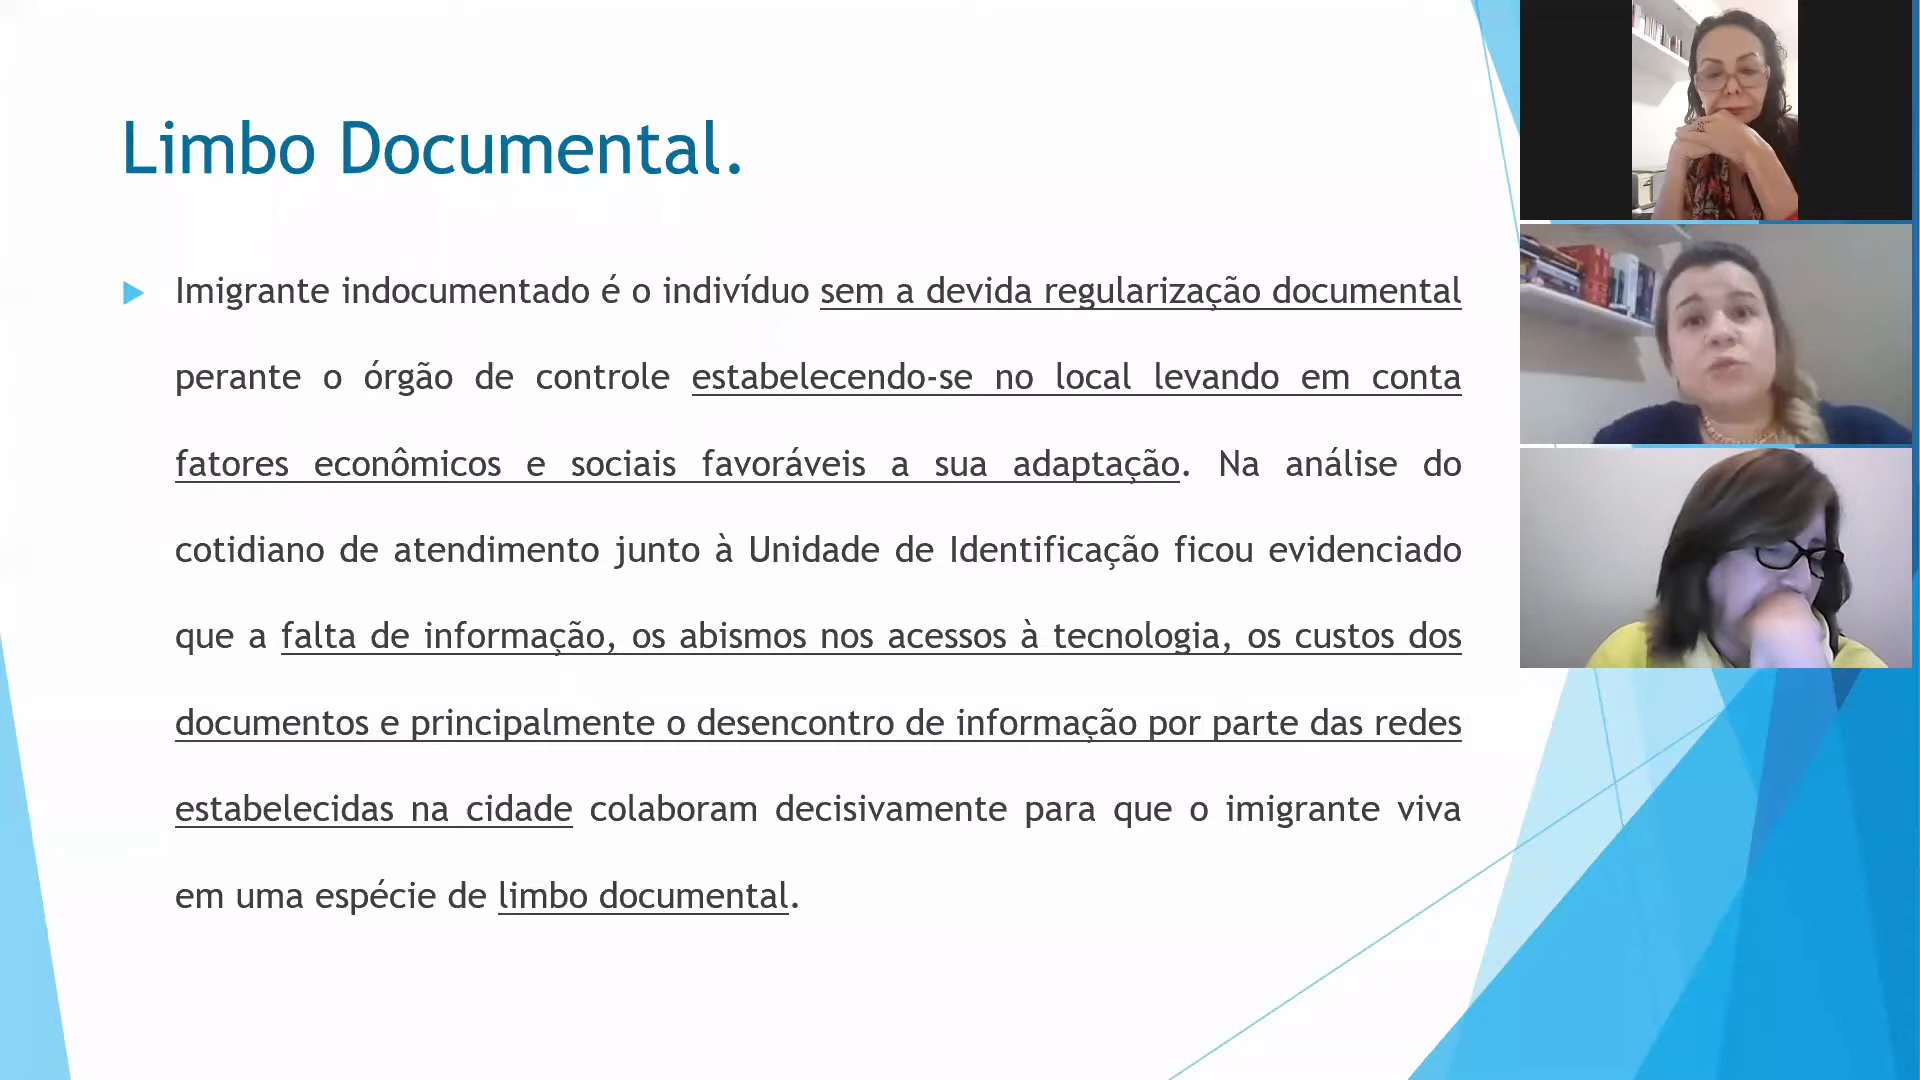 Limbo Documental.
Imigrante indocumentado é o indivíduo sem a devida regularização documental
perante o órgão de controle estabelecendo-se no local levando em conta
fatores econômicos e sociais favoráveis a sua adaptação. Na análise do
cotidiano de atendimento junto à Unidade de Identificação ficou evidenciado
que a falta de informação, os abismos nos acessos à tecnologia, os custos dos
documentos e principalmente o desencontro de informação por parte das redes
estabelecidas na cidade colaboram decisivamente para que o imigrante viva
em uma espécie de limbo documental.